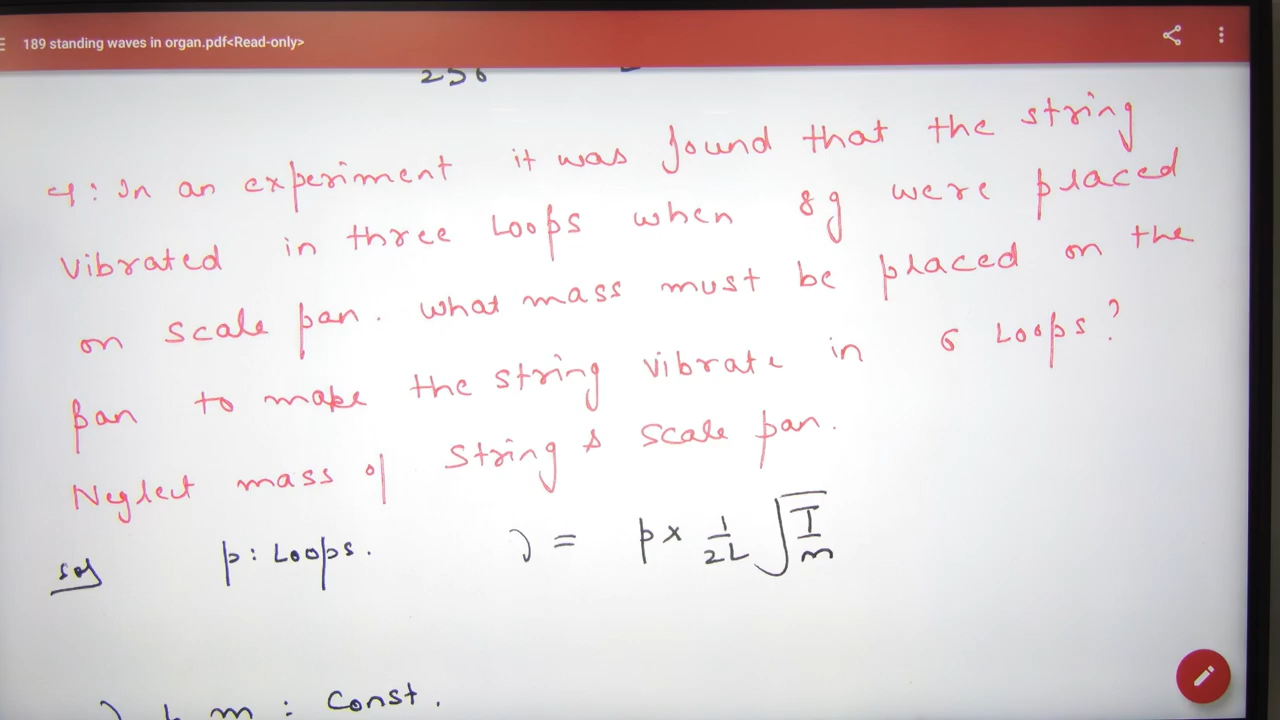 189 standing waves in organ.pdf<Read-only>
256
4: In an experiment it was found that the string
vibrated in three Loops when 8g were placed
on scale pan. what mass must be placed on the
pan to make the string vibrate in 6 Loops?
Neglect mass of string & scale pan.
Sol p: Loops. ν = p× 1/2L √T/m
m : Const.